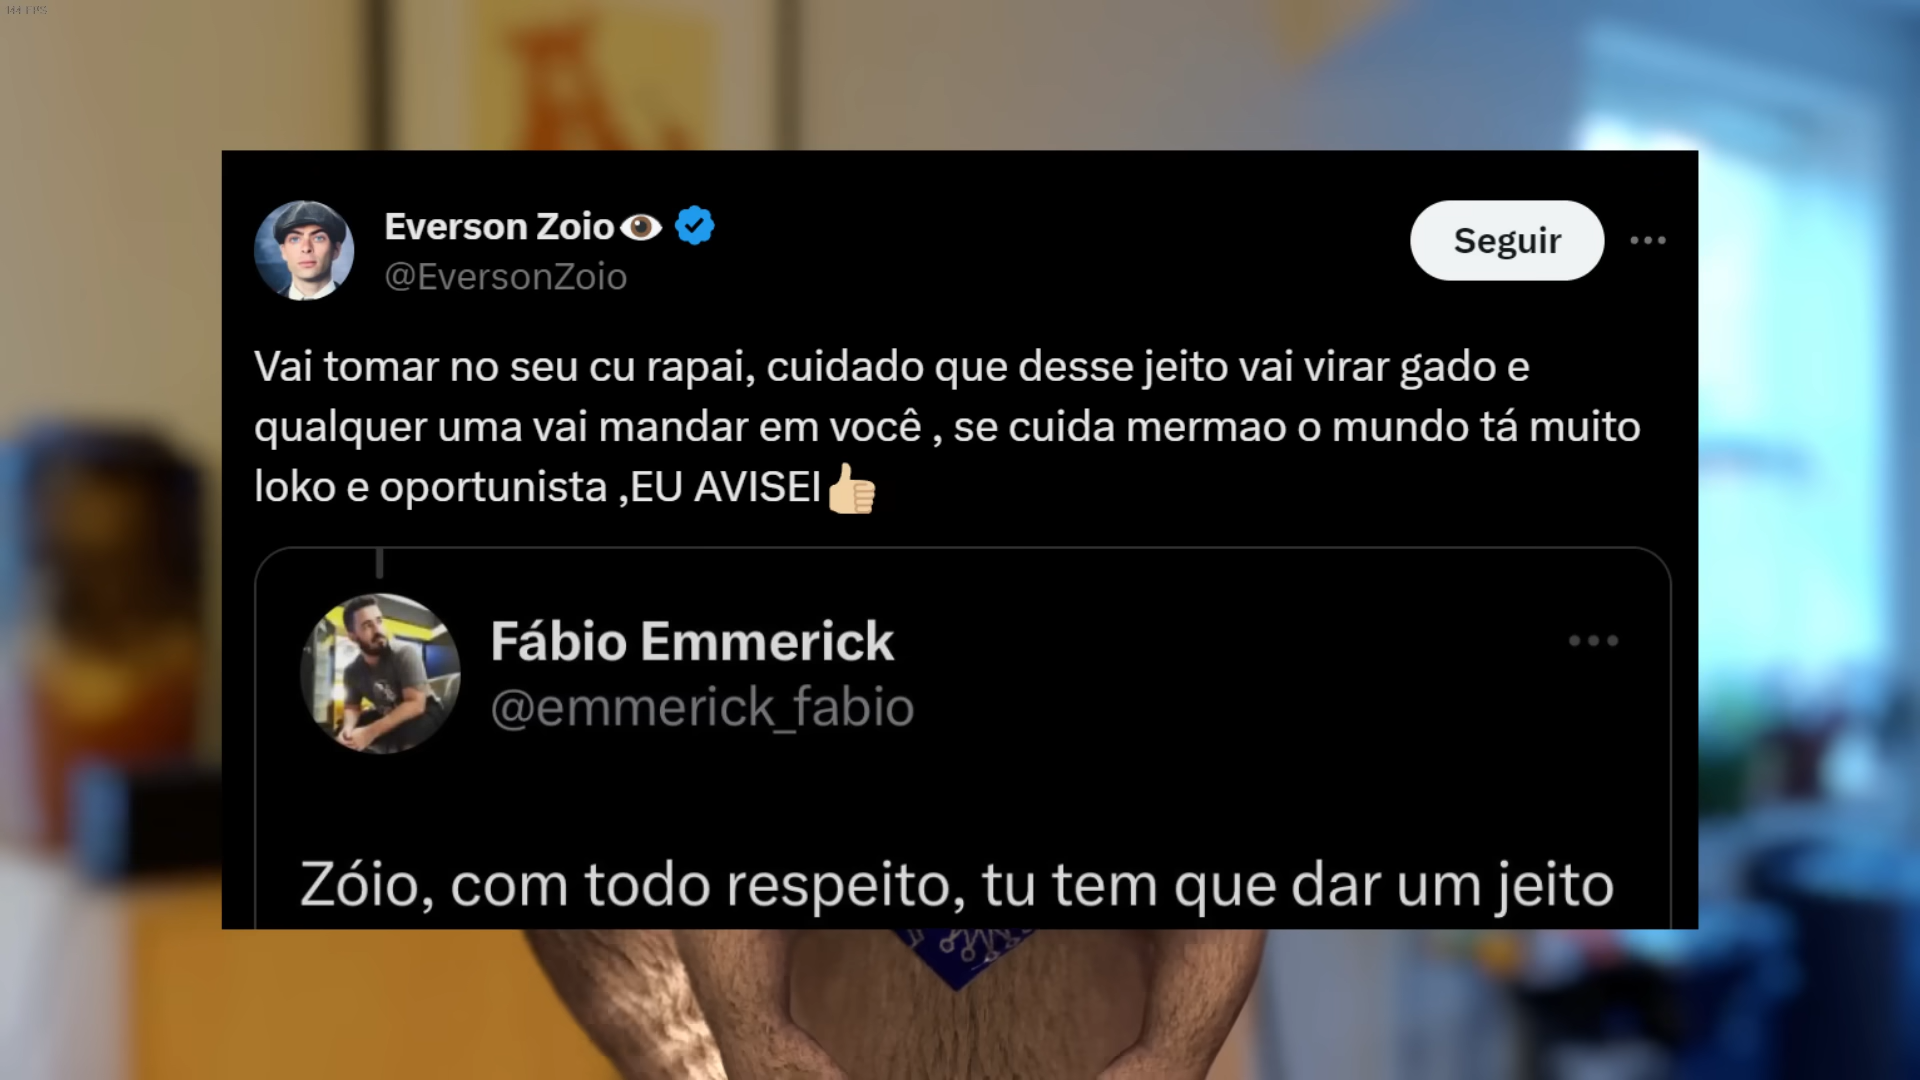 144 FPS
Everson Zoio👁️
@EversonZoio
Seguir
Vai tomar no seu cu rapai, cuidado que desse jeito vai virar gado e
qualquer uma vai mandar em você , se cuida mermao o mundo tá muito
loko e oportunista ,EU AVISEI👍🏼
Fábio Emmerick
@emmerick_fabio
Zóio, com todo respeito, tu tem que dar um jeito